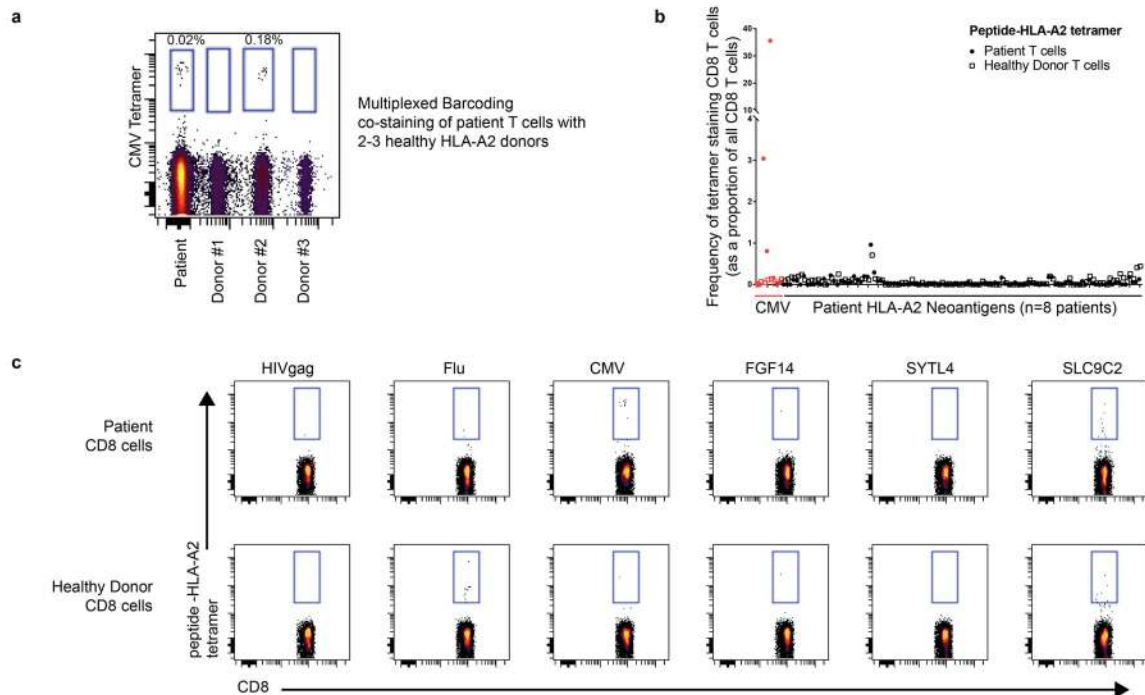 a
0.02%
0.18%
CMV Tetramer
Patient
Donor #1
Donor #2
Donor #3
Multiplexed Barcoding
co-staining of patient T cells with
2-3 healthy HLA-A2 donors
b
Frequency of tetramer staining CD8 T cells
(as a proportion of all CD8 T cells)
40
30
20
10
4
3
2
1
0
Peptide-HLA-A2 tetramer
Patient T cells
Healthy Donor T cells
CMV
Patient HLA-A2 Neoantigens (n=8 patients)
c
HIVgag
Flu
CMV
FGF14
SYTL4
SLC9C2
Patient
CD8 cells
Healthy Donor
CD8 cells
peptide -HLA-A2
tetramer
CD8